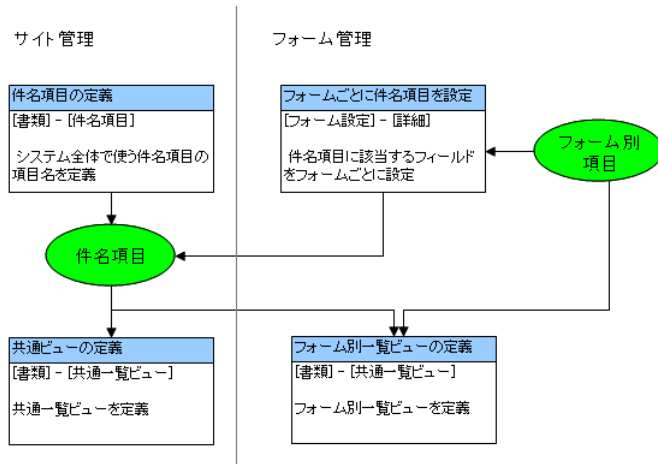 サイト管理
フォーム管理
件名項目の定義
[書類] - [件名項目]
システム全体で使う件名項目の
項目名を定義
フォームごとに件名項目を設定
[フォーム設定] - [詳細]
件名項目に該当するフィールド
をフォームごとに設定
フォーム別
項目
件名項目
共通ビューの定義
[書類] - [共通一覧ビュー]
共通一覧ビューを定義
フォーム別一覧ビューの定義
[書類] - [共通一覧ビュー]
フォーム別一覧ビューを定義